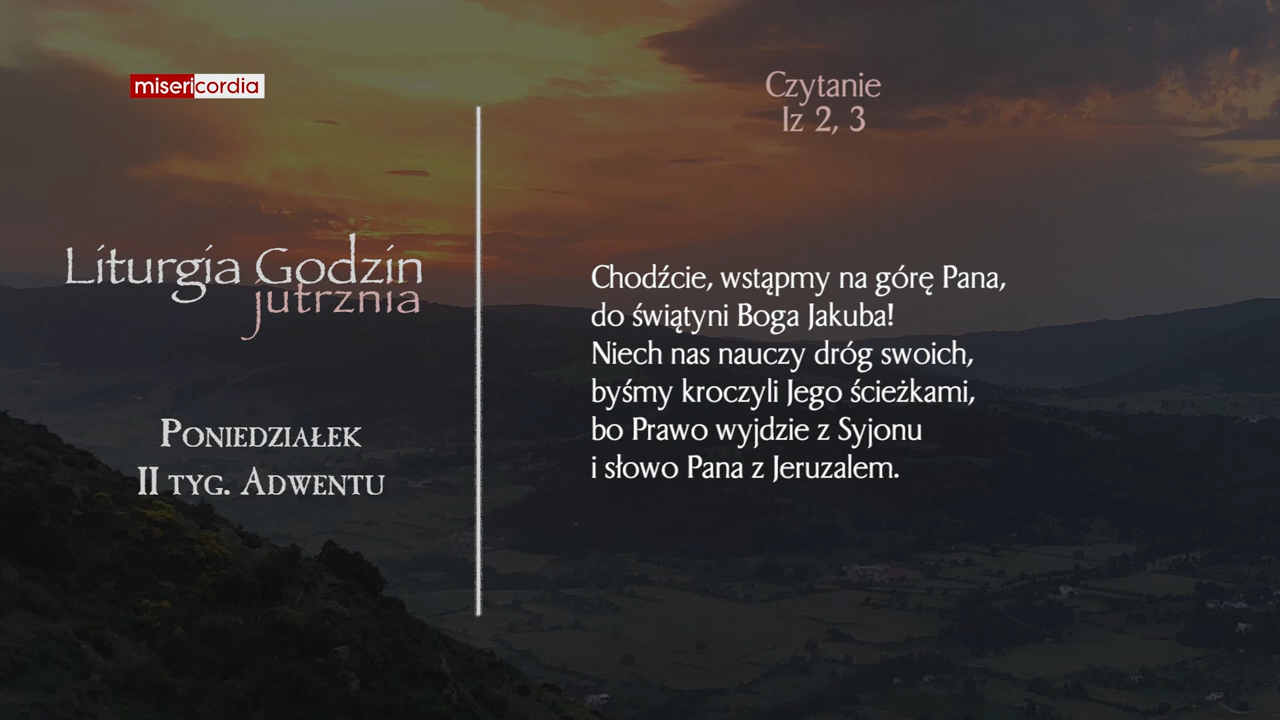 misericordia
Liturgia Godzin
jutrznia
Poniedziałek
II tyg. Adwentu
Czytanie
Iz 2, 3
Chodźcie, wstąpmy na górę Pana,
do świątyni Boga Jakuba!
Niech nas nauczy dróg swoich,
byśmy kroczyli Jego ścieżkami,
bo Prawo wyjdzie z Syjonu
i słowo Pana z Jeruzalem.